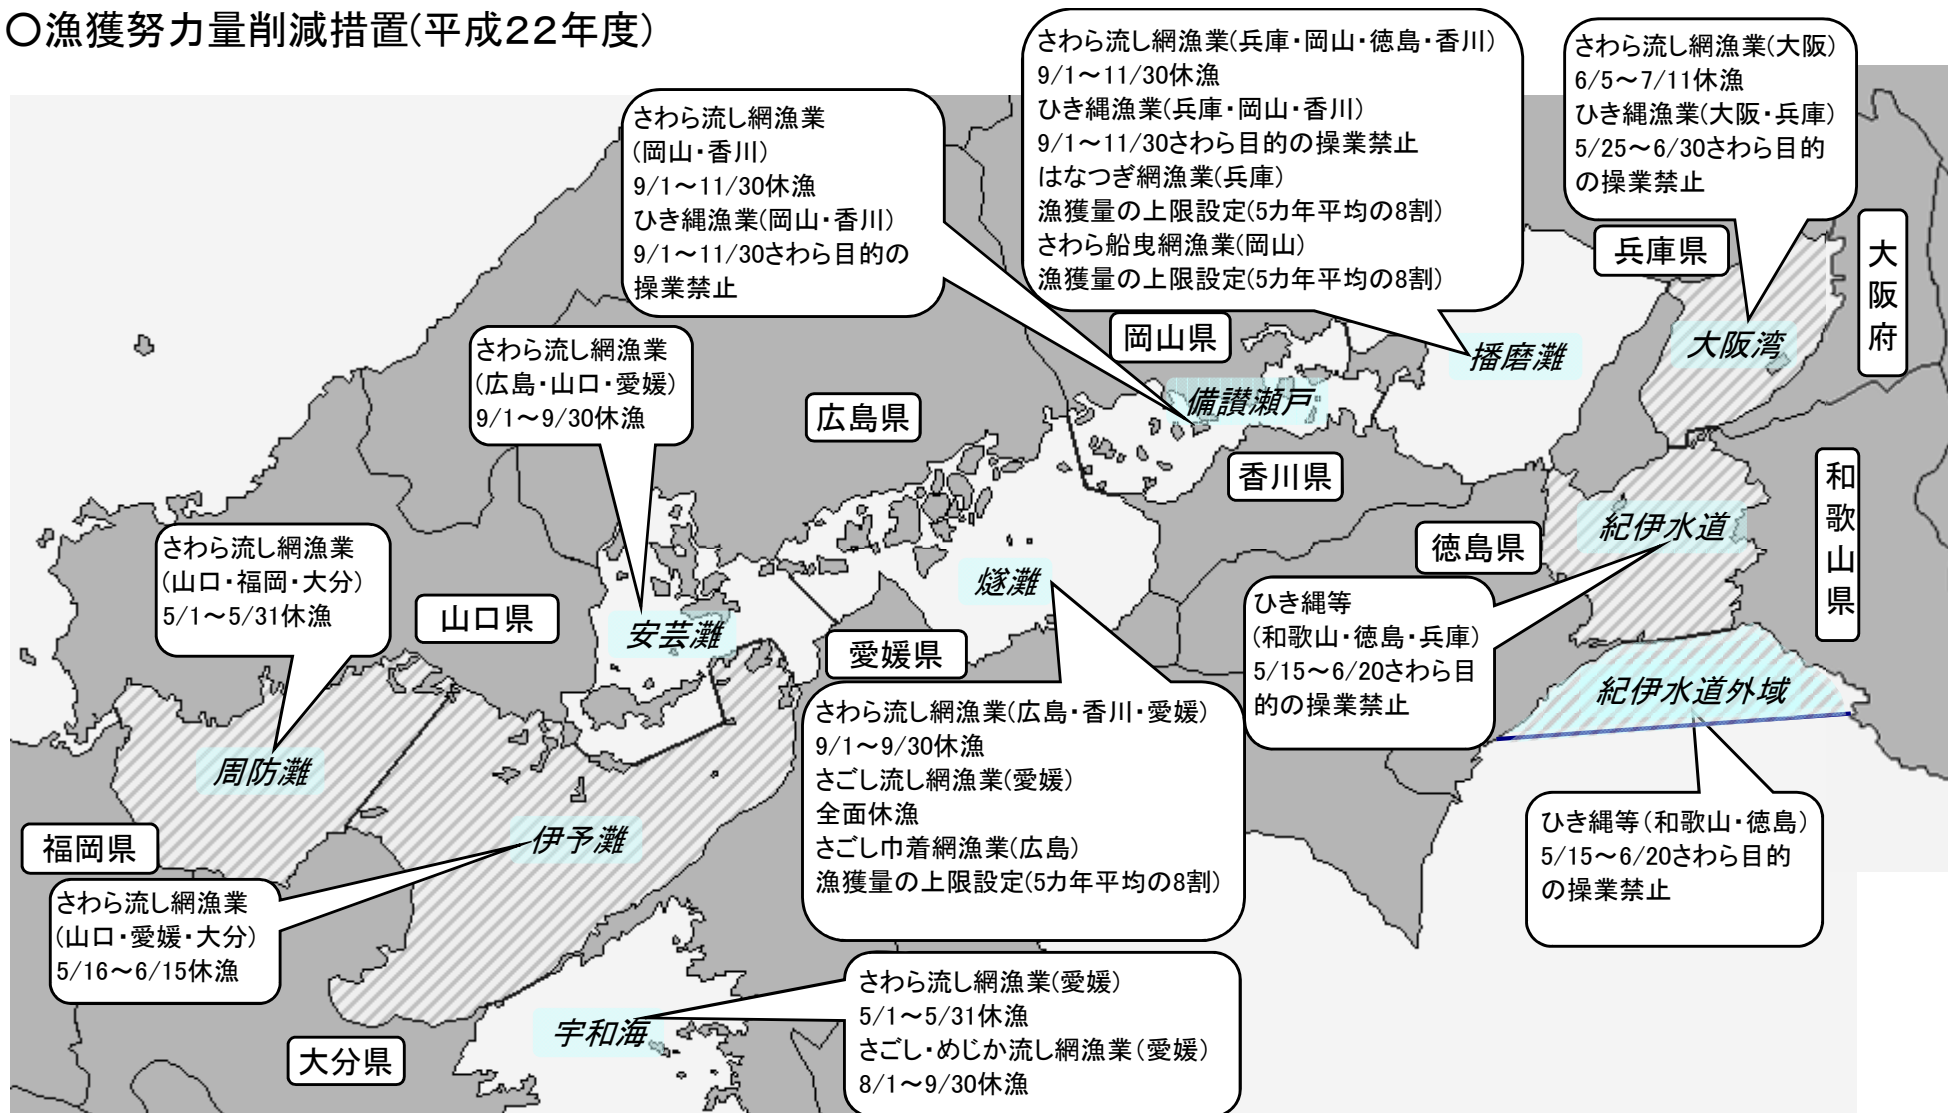 〇漁獲努力量削減措置(平成22年度)
さわら流し網漁業
(岡山・香川)
9/1～11/30休漁
ひき縄漁業(岡山・香川)
9/1～11/30さわら目的の
操業禁止
さわら流し網漁業(兵庫・岡山・徳島・香川)
9/1～11/30休漁
ひき縄漁業(兵庫・岡山・香川)
9/1～11/30さわら目的の操業禁止
はなつぎ網漁業(兵庫)
漁獲量の上限設定(5カ年平均の8割)
さわら船曳網漁業(岡山)
漁獲量の上限設定(5カ年平均の8割)
さわら流し網漁業(大阪)
6/5～7/11休漁
ひき縄漁業(大阪・兵庫)
5/25～6/30さわら目的
の操業禁止
兵庫県
大阪府
岡山県
播磨灘
大阪湾
さわら流し網漁業
(広島・山口・愛媛)
9/1～9/30休漁
広島県
備讃瀬戸
香川県
和歌山県
さわら流し網漁業
(山口・福岡・大分)
5/1～5/31休漁
山口県
安芸灘
燧灘
愛媛県
徳島県
紀伊水道
ひき縄等
(和歌山・徳島・兵庫)
5/15～6/20さわら目
的の操業禁止
紀伊水道外域
さわら流し網漁業(広島・香川・愛媛)
9/1～9/30休漁
さごし流し網漁業(愛媛)
全面休漁
さごし巾着網漁業(広島)
漁獲量の上限設定(5カ年平均の8割)
周防灘
福岡県
伊予灘
ひき縄等(和歌山・徳島)
5/15～6/20さわら目的
の操業禁止
さわら流し網漁業
(山口・愛媛・大分)
5/16～6/15休漁
大分県
宇和海
さわら流し網漁業(愛媛)
5/1～5/31休漁
さごし・めじか流し網漁業(愛媛)
8/1～9/30休漁